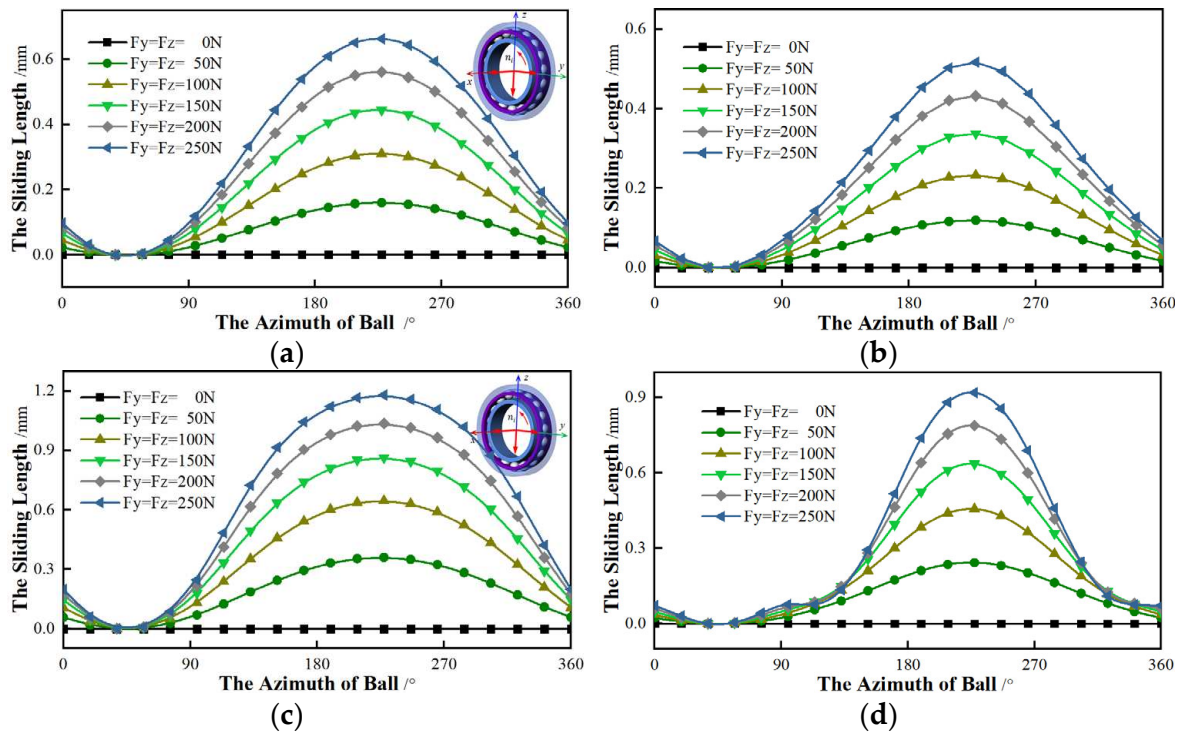 The Sliding Length /mm
0.6
0.4
0.2
0.0
Fy=Fz= 0N
Fy=Fz= 50N
Fy=Fz=100N
Fy=Fz=150N
Fy=Fz=200N
Fy=Fz=250N
z
n_i
x
y
0 90 180 270 360
The Azimuth of Ball /°
(a)
The Sliding Length /mm
0.6
0.4
0.2
0.0
Fy=Fz= 0N
Fy=Fz= 50N
Fy=Fz=100N
Fy=Fz=150N
Fy=Fz=200N
Fy=Fz=250N
0 90 180 270 360
The Azimuth of Ball /°
(b)
The Sliding Length /mm
1.2
0.9
0.6
0.3
0.0
Fy=Fz= 0N
Fy=Fz= 50N
Fy=Fz=100N
Fy=Fz=150N
Fy=Fz=200N
Fy=Fz=250N
z
n_i
x
y
0 90 180 270 360
The Azimuth of Ball /°
(c)
The Sliding Length /mm
0.9
0.6
0.3
0.0
Fy=Fz= 0N
Fy=Fz= 50N
Fy=Fz=100N
Fy=Fz=150N
Fy=Fz=200N
Fy=Fz=250N
0 90 180 270 360
The Azimuth of Ball /°
(d)